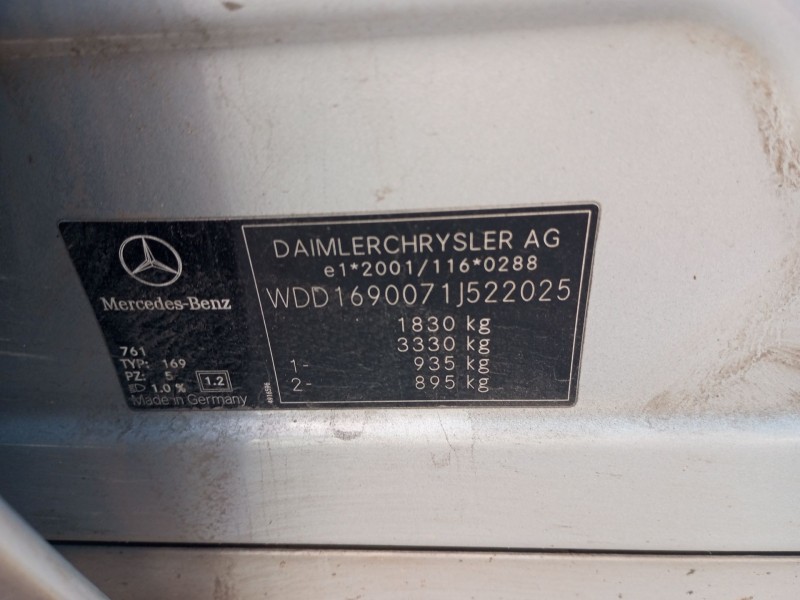 Mercedes-Benz
761
TYP: 169
PZ: 5
1.0 % 1.2
Made in Germany
DAIMLERCHRYSLER AG
e1*2001/116*0288
WDD1690071J522025
1830 kg
3330 kg
1- 935 kg
2- 895 kg